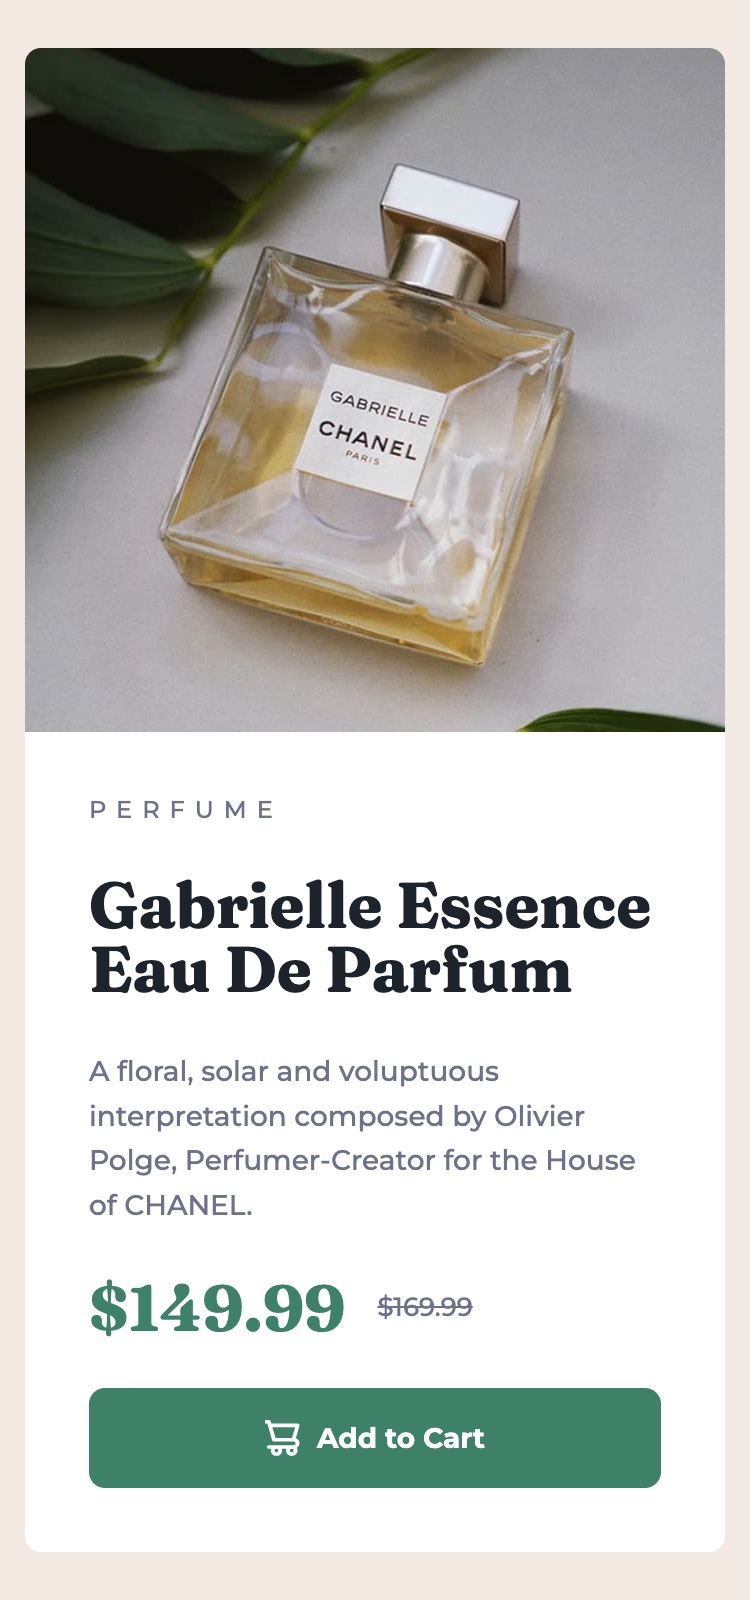 GABRIELLE
CHANEL
PARIS
PERFUME
Gabrielle Essence
Eau De Parfum
A floral, solar and voluptuous
interpretation composed by Olivier
Polge, Perfumer-Creator for the House
of CHANEL.
$149.99 $169.99
Add to Cart